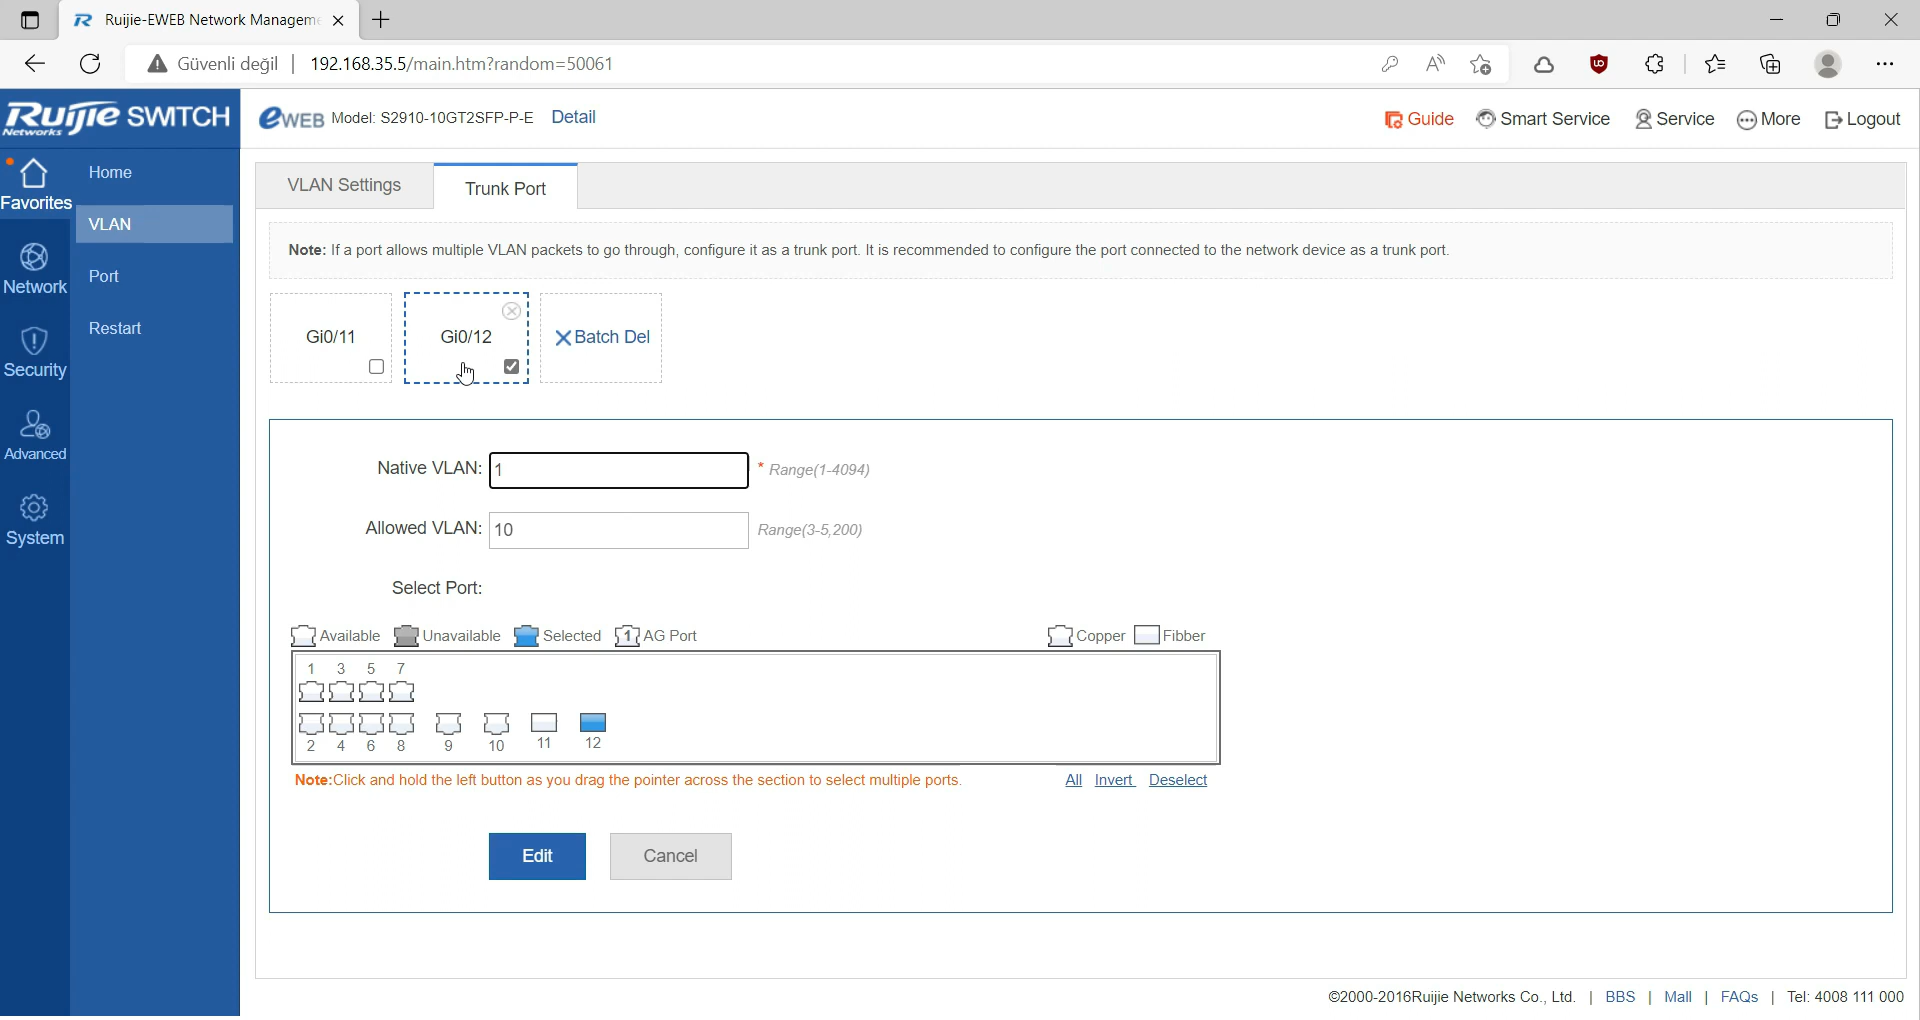 Ruijie-EWEB Network Manageme
Güvenli değil | 192.168.35.5/main.htm?random=50061
Ruijie Networks SWITCH
eWEB Model: S2910-10GT2SFP-P-E Detail
Guide Smart Service Service More Logout
Favorites
Network
Security
Advanced
System
Home
VLAN
Port
Restart
VLAN Settings Trunk Port
Note: If a port allows multiple VLAN packets to go through, configure it as a trunk port. It is recommended to configure the port connected to the network device as a trunk port.
Gi0/11 Gi0/12 Batch Del
Native VLAN: 1 * Range(1-4094)
Allowed VLAN: 10 Range(3-5,200)
Select Port:
Available Unavailable Selected 1 AG Port Copper Fibber
1 3 5 7
2 4 6 8 9 10 11 12
Note:Click and hold the left button as you drag the pointer across the section to select multiple ports. All Invert Deselect
Edit Cancel
©2000-2016Ruijie Networks Co., Ltd. | BBS | Mall | FAQs | Tel: 4008 111 000